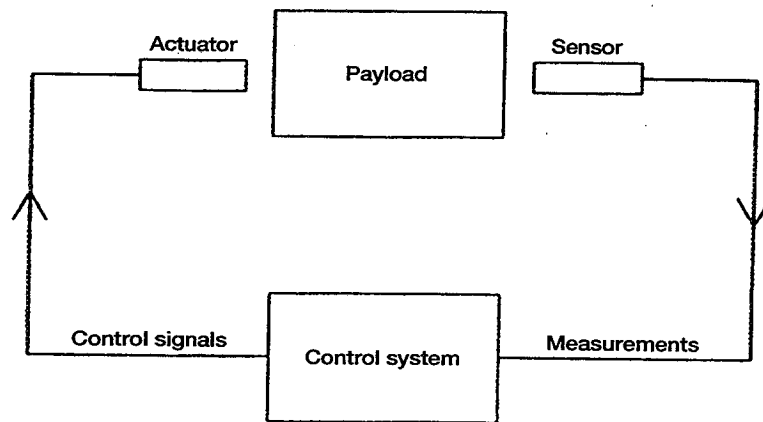 Actuator
Payload
Sensor
Control signals
Control system
Measurements